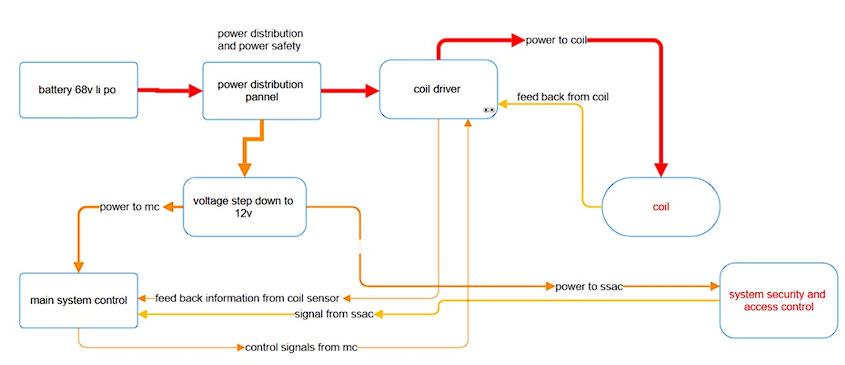 power distribution
and power safety
power to coil
battery 68v li po
power distribution
pannel
coil driver
feed back from coil
voltage step down to
12v
power to mc
coil
main system control
feed back information from coil sensor
power to ssac
signal from ssac
system security and
access control
control signals from mc